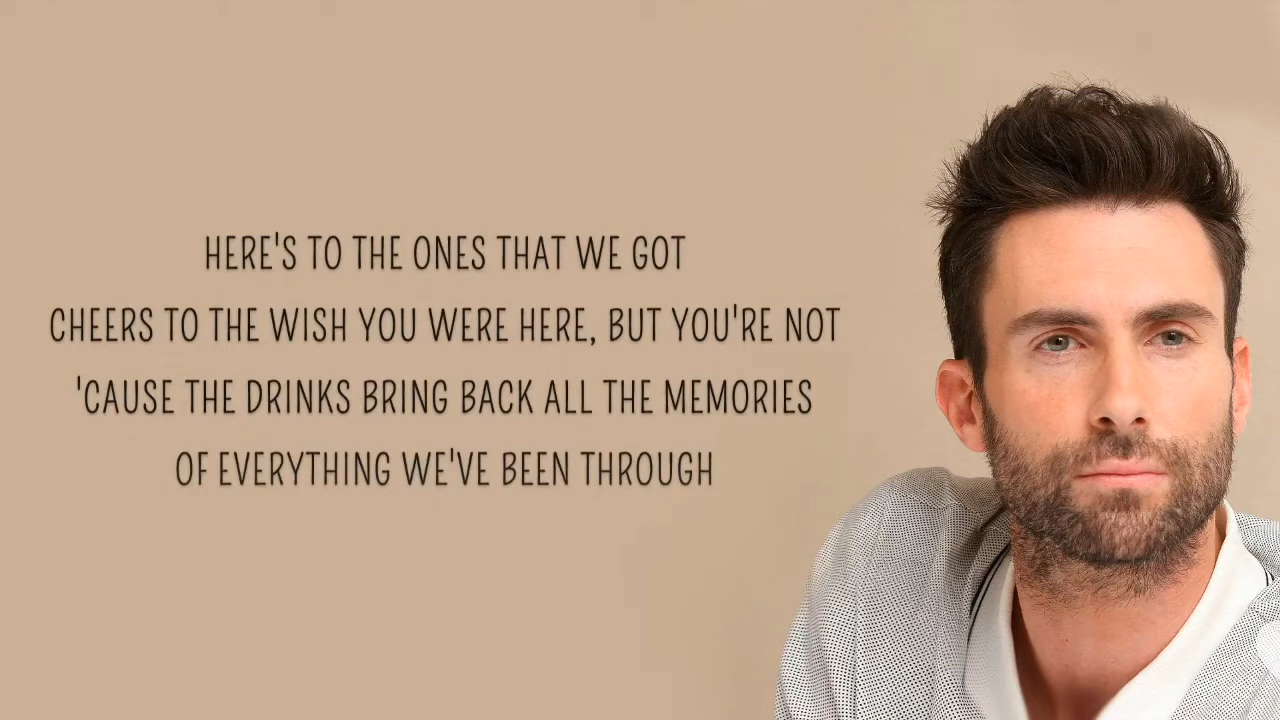 HERE'S TO THE ONES THAT WE GOT
CHEERS TO THE WISH YOU WERE HERE, BUT YOU'RE NOT
'CAUSE THE DRINKS BRING BACK ALL THE MEMORIES
OF EVERYTHING WE'VE BEEN THROUGH